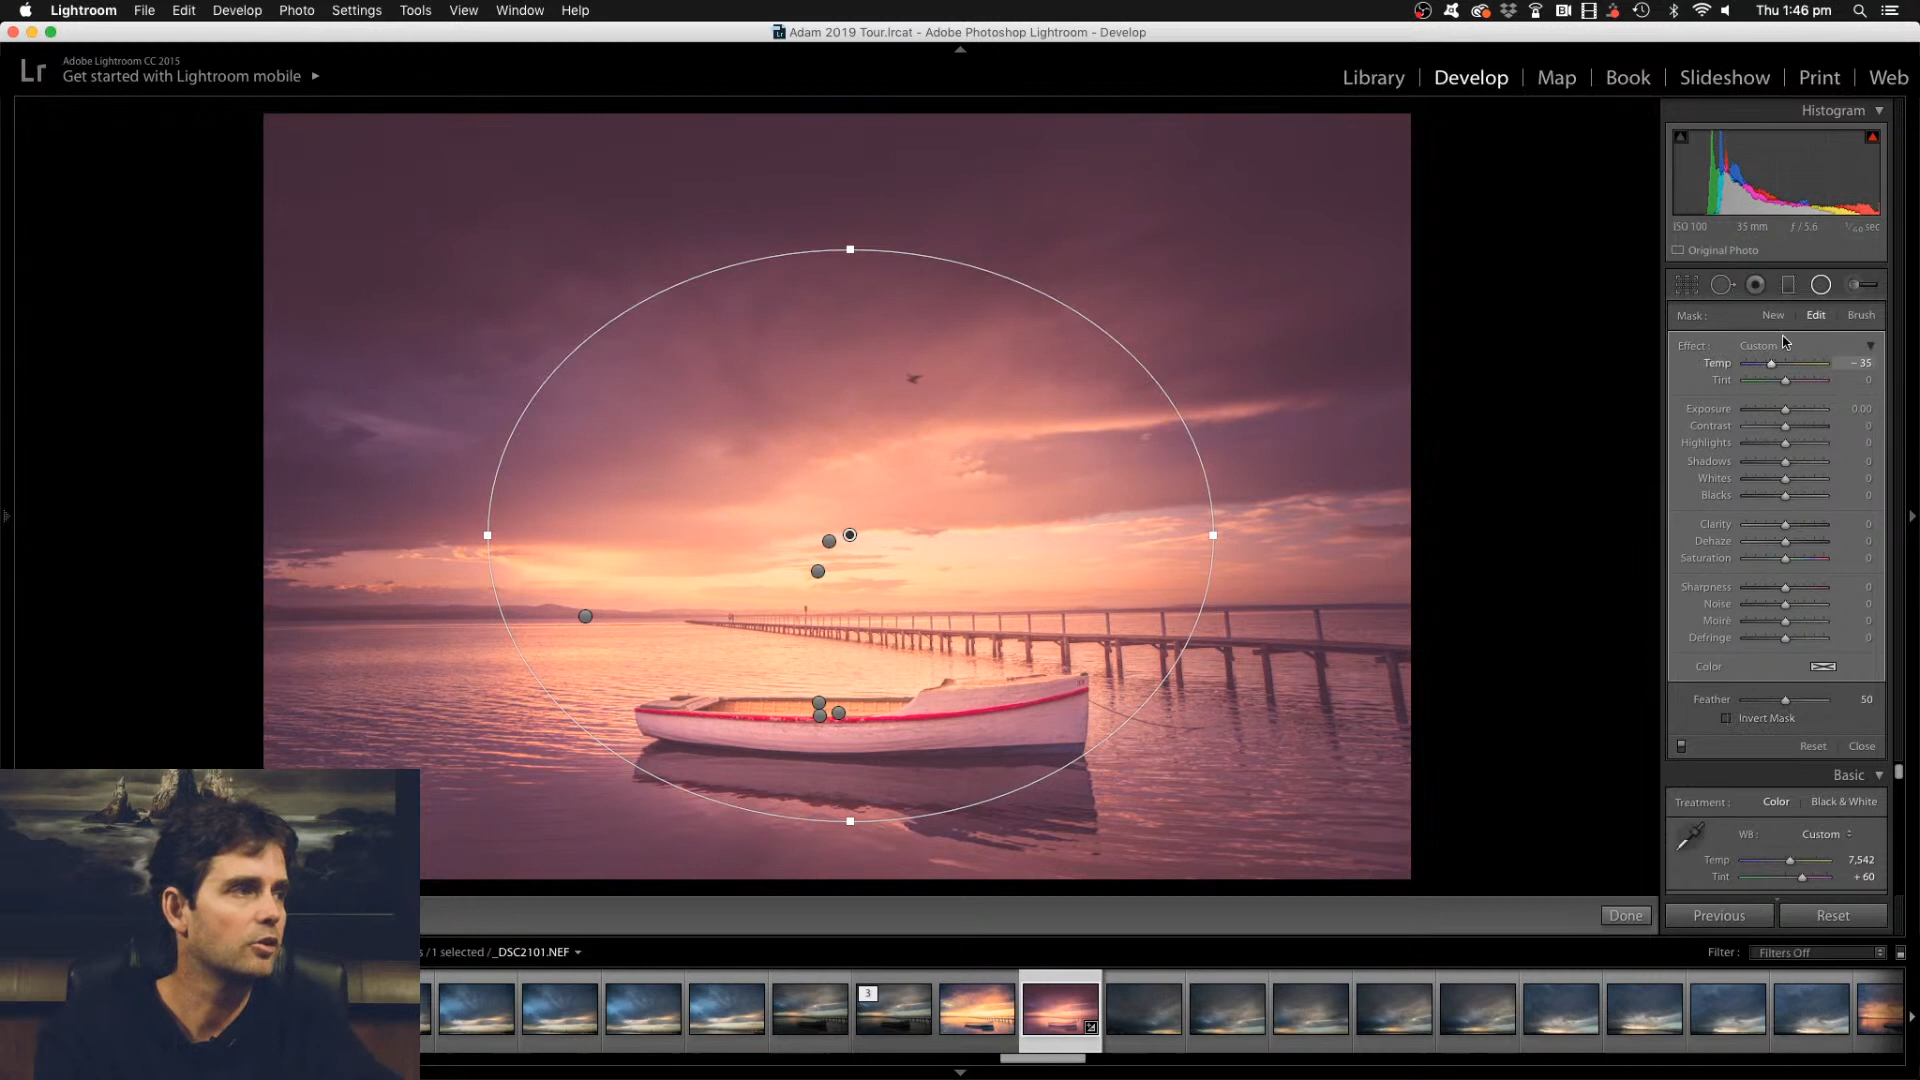 Lightroom File Edit Develop Photo Settings Tools View Window Help Thu 1:46 pm
Adam 2019 Tour.lrcat - Adobe Photoshop Lightroom - Develop
Lr Adobe Lightroom CC 2015
Get started with Lightroom mobile
Library Develop Map Book Slideshow Print Web
Histogram
ISO 100 35 mm ƒ / 5.6 1/60 sec
Original Photo
Mask : New Edit Brush
Effect : Custom
Temp – 35
Tint 0
Exposure 0.00
Contrast 0
Highlights 0
Shadows 0
Whites 0
Blacks 0
Clarity 0
Dehaze 0
Saturation 0
Sharpness 0
Noise 0
Moiré 0
Defringe 0
Color
Feather 50
Invert Mask
Reset Close
Basic
Treatment : Color Black & White
WB : Custom
Temp 7,542
Tint + 60
Done
Previous Reset
/1 selected /_DSC2101.NEF
Filter : Filters Off
3